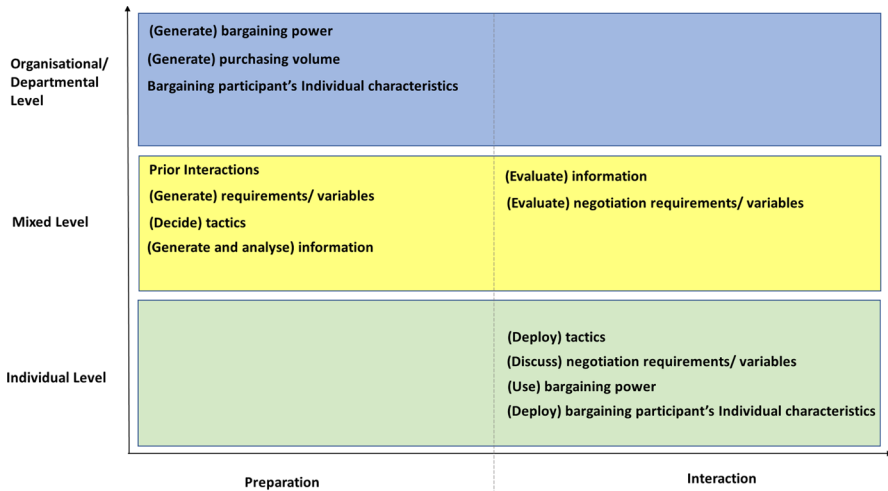 Organisational/
Departmental
Level
(Generate) bargaining power
(Generate) purchasing volume
Bargaining participant's Individual characteristics
Mixed Level
Prior Interactions
(Generate) requirements/ variables
(Decide) tactics
(Generate and analyse) information
(Evaluate) information
(Evaluate) negotiation requirements/ variables
Individual Level
(Deploy) tactics
(Discuss) negotiation requirements/ variables
(Use) bargaining power
(Deploy) bargaining participant's Individual characteristics
Preparation
Interaction